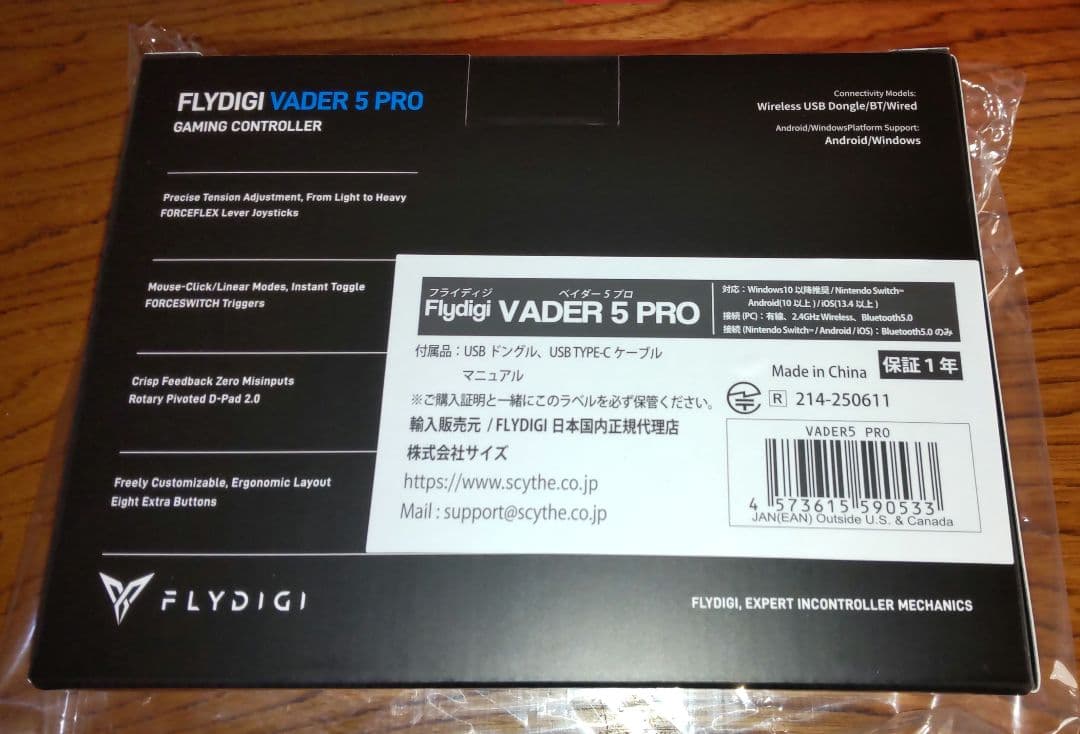 FLYDIGI VADER 5 PRO
GAMING CONTROLLER
Connectivity Models:
Wireless USB Dongle/BT/Wired
Android/WindowsPlatform Support:
Android/Windows
Precise Tension Adjustment, From Light to Heavy
FORCEFLEX Lever Joysticks
Mouse-Click/Linear Modes, Instant Toggle
FORCESWITCH Triggers
Crisp Feedback Zero Misinputs
Rotary Pivoted D-Pad 2.0
Freely Customizable, Ergonomic Layout
Eight Extra Buttons
フライディジ ベイダー 5 プロ
Flydigi VADER 5 PRO
対応:Windows10 以降推奨 / Nintendo Switch™
Android(10 以上) / iOS(13.4 以上)
接続 (PC):有線、2.4GHz Wireless、Bluetooth5.0
接続 (Nintendo Switch™ / Android / iOS):Bluetooth5.0 のみ
付属品:USB ドングル、USB TYPE-C ケーブル
マニュアル
※ご購入証明と一緒にこのラベルを必ず保管ください。
輸入販売元 / FLYDIGI 日本国内正規代理店
株式会社サイズ
https://www.scythe.co.jp
Mail : support@scythe.co.jp
Made in China
保証 1 年
R 214-250611
VADER5 PRO
4 573615 590533
JAN(EAN) Outside U.S. & Canada
FLYDIGI
FLYDIGI, EXPERT INCONTROLLER MECHANICS